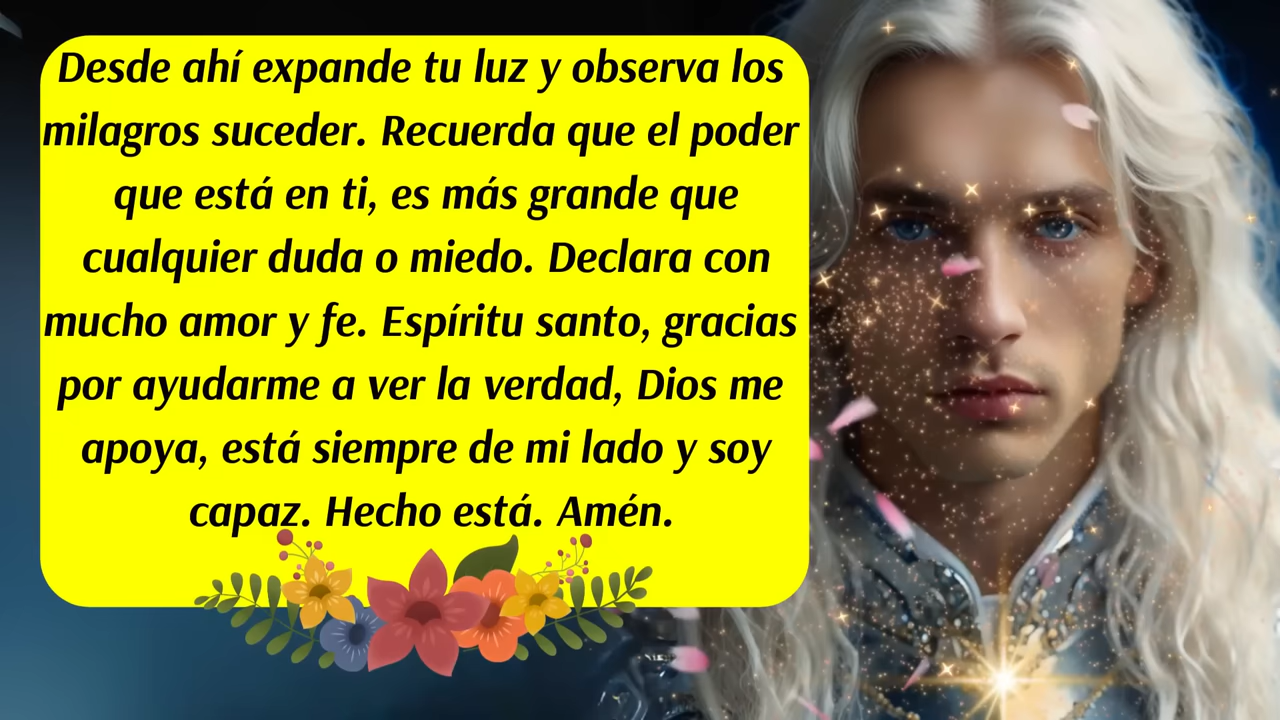 Desde ahí expande tu luz y observa los
milagros suceder. Recuerda que el poder
que está en ti, es más grande que
cualquier duda o miedo. Declara con
mucho amor y fe. Espíritu santo, gracias
por ayudarme a ver la verdad, Dios me
apoya, está siempre de mi lado y soy
capaz. Hecho está. Amén.